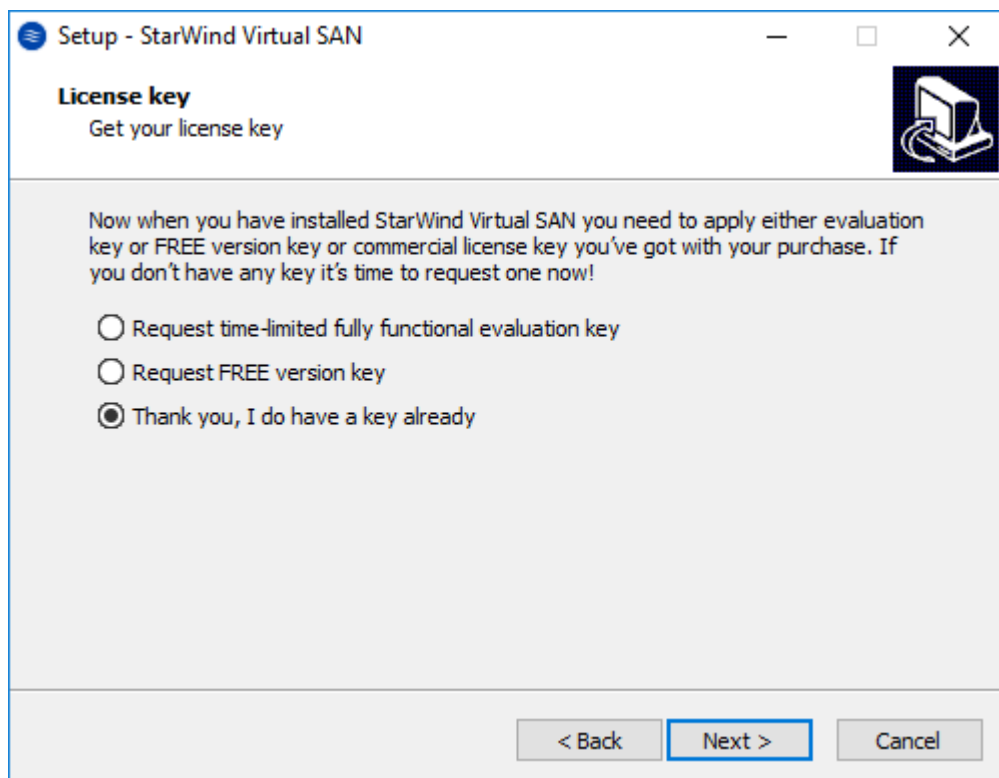 Setup - StarWind Virtual SAN
License key
Get your license key
Now when you have installed StarWind Virtual SAN you need to apply either evaluation
key or FREE version key or commercial license key you’ve got with your purchase. If
you don’t have any key it’s time to request one now!
Request time-limited fully functional evaluation key
Request FREE version key
Thank you, I do have a key already
< Back Next > Cancel